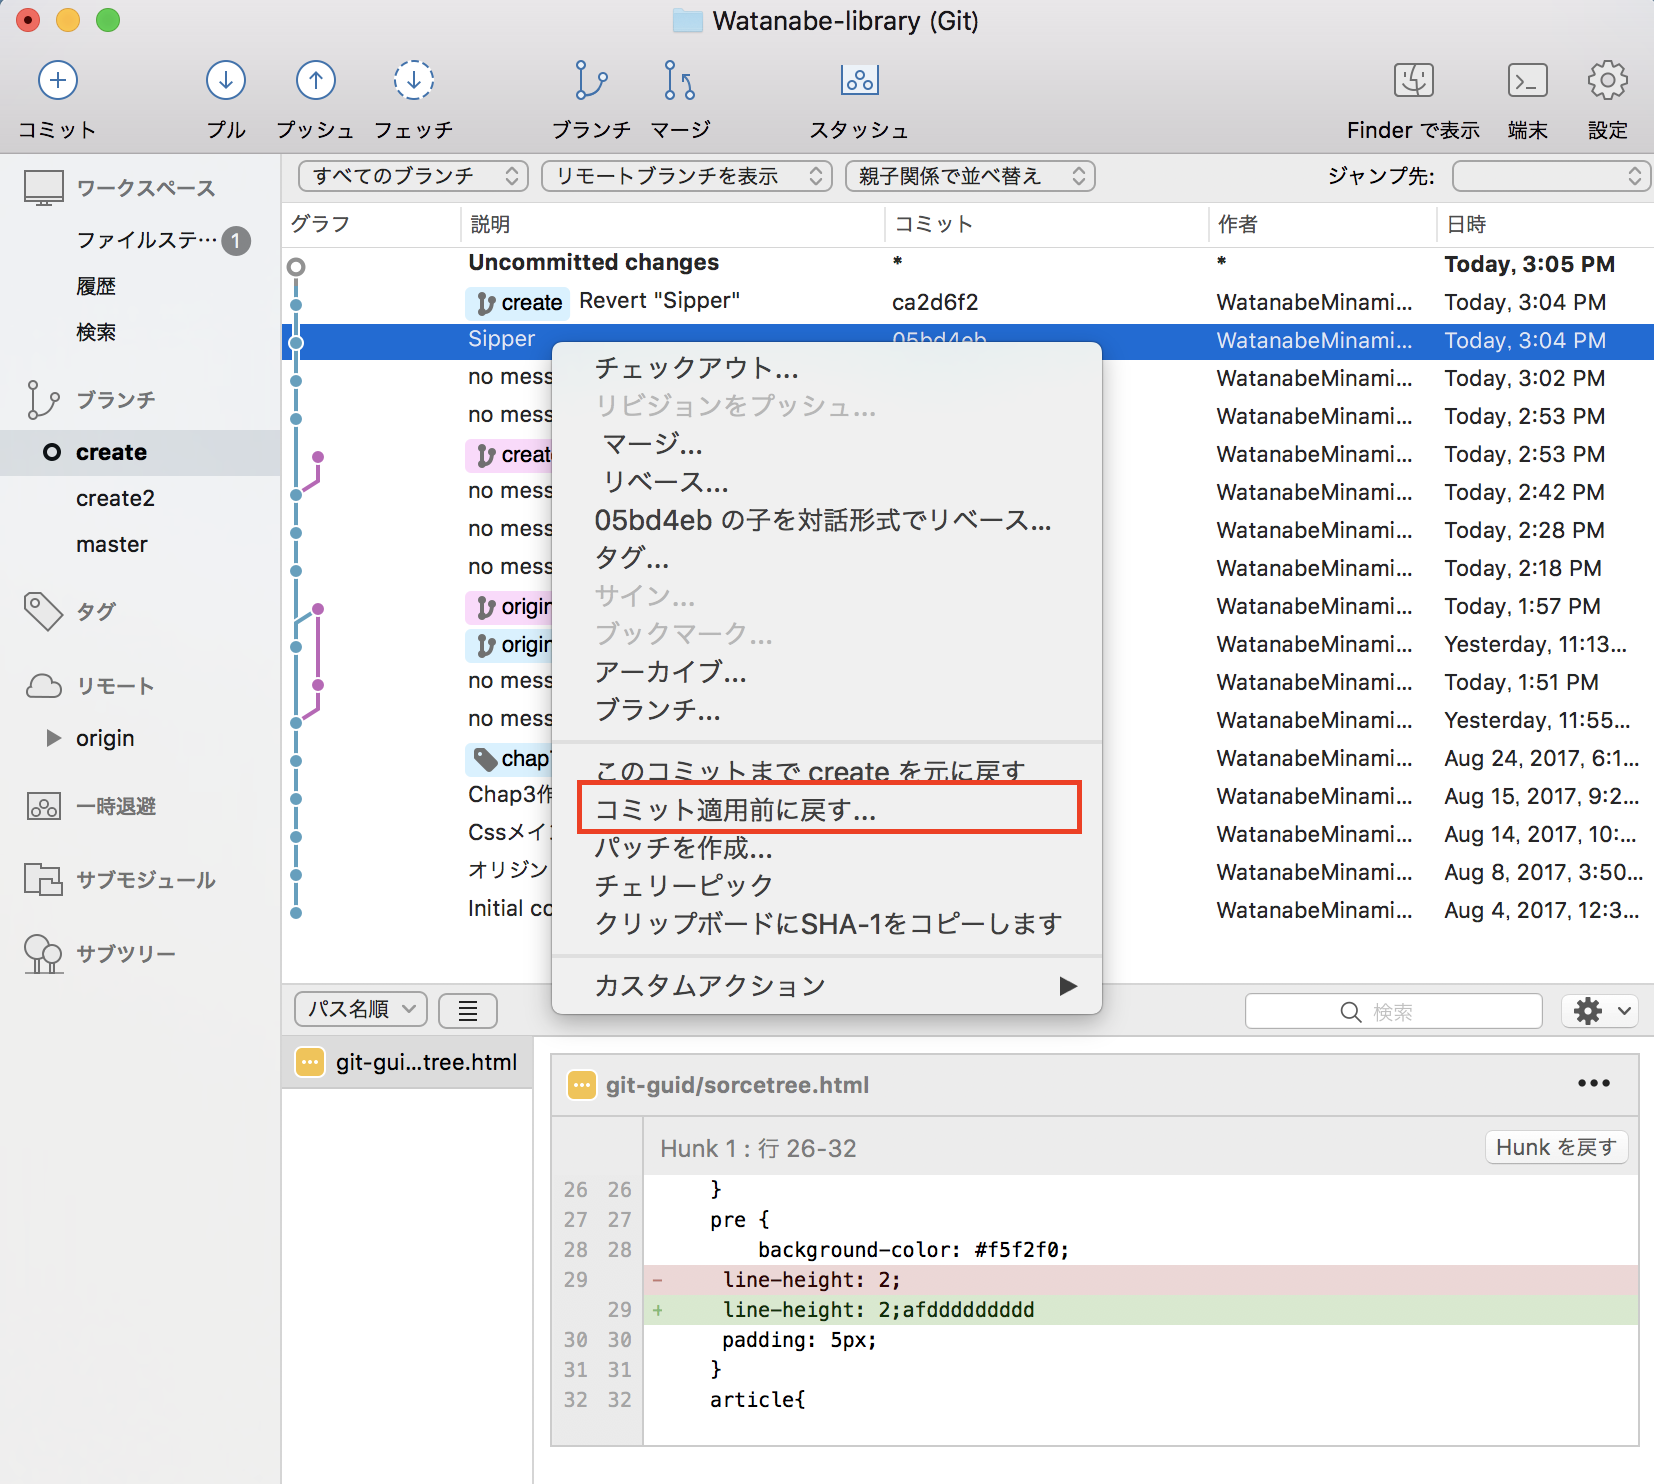 Watanabe-library (Git)
コミット プル プッシュ フェッチ ブランチ マージ スタッシュ Finder で表示 端末 設定
すべてのブランチ リモートブランチを表示 親子関係で並べ替え ジャンプ先:
ワークスペース
ファイルステ… 1
履歴
検索
ブランチ
create
create2
master
タグ
リモート
origin
一時退避
サブモジュール
サブツリー
グラフ 説明 コミット 作者 日時
Uncommitted changes * * Today, 3:05 PM
create Revert "Sipper" ca2d6f2 WatanabeMinami... Today, 3:04 PM
Sipper 05bd4eb WatanabeMinami... Today, 3:04 PM
no mess WatanabeMinami... Today, 3:02 PM
no mess WatanabeMinami... Today, 2:53 PM
creat WatanabeMinami... Today, 2:53 PM
no mess WatanabeMinami... Today, 2:42 PM
no mess WatanabeMinami... Today, 2:28 PM
no mess WatanabeMinami... Today, 2:18 PM
origin WatanabeMinami... Today, 1:57 PM
origin WatanabeMinami... Yesterday, 11:13...
no mess WatanabeMinami... Today, 1:51 PM
no mess WatanabeMinami... Yesterday, 11:55...
chap WatanabeMinami... Aug 24, 2017, 6:1...
Chap3作 WatanabeMinami... Aug 15, 2017, 9:2...
Cssメイ WatanabeMinami... Aug 14, 2017, 10:...
オリジン WatanabeMinami... Aug 8, 2017, 3:50...
Initial co WatanabeMinami... Aug 4, 2017, 12:3...
チェックアウト...
リビジョンをプッシュ...
マージ...
リベース...
05bd4eb の子を対話形式でリベース...
タグ...
サイン...
ブックマーク...
アーカイブ...
ブランチ...
このコミットまで create を元に戻す
コミット適用前に戻す...
パッチを作成...
チェリーピック
クリップボードにSHA-1をコピーします
カスタムアクション
パス名順 検索
git-gui...tree.html
git-guid/sorcetree.html
Hunk 1 : 行 26-32 Hunk を戻す
26 26 }
27 27 pre {
28 28 background-color: #f5f2f0;
29 - line-height: 2;
29 + line-height: 2;afddddddddd
30 30 padding: 5px;
31 31 }
32 32 article{